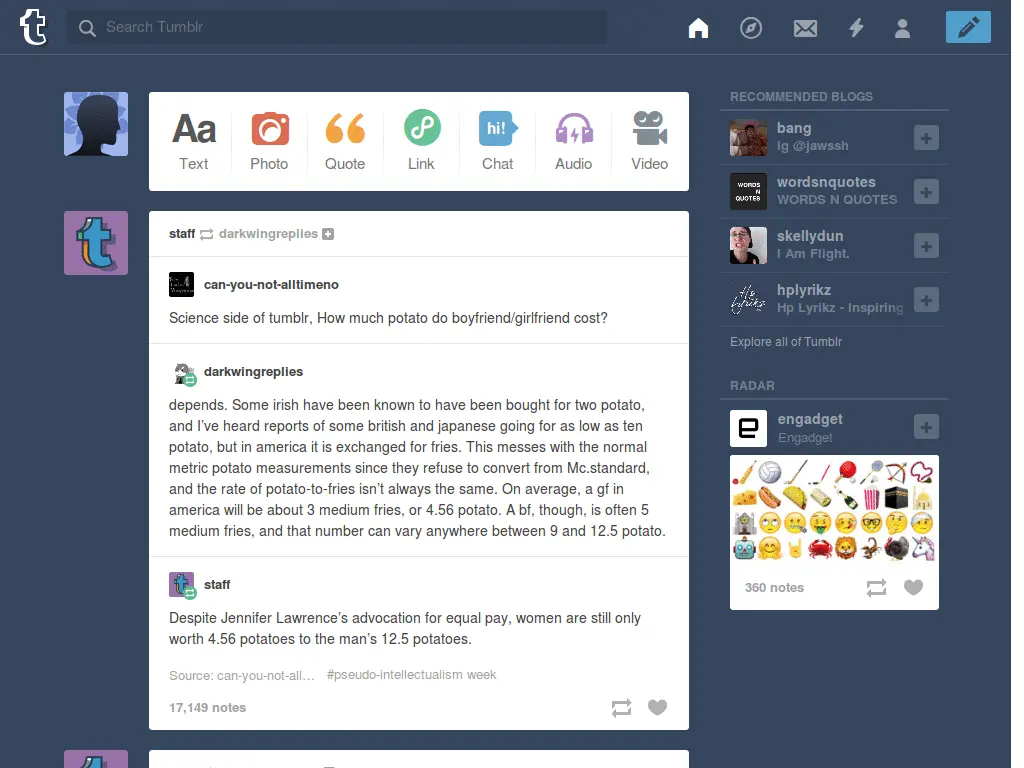 Search Tumblr
Aa
Text
Photo
Quote
Link
hi!
Chat
Audio
Video
staff darkwingreplies
can-you-not-alltimeno
Science side of tumblr, How much potato do boyfriend/girlfriend cost?
darkwingreplies
depends. Some irish have been known to have been bought for two potato,
and I've heard reports of some british and japanese going for as low as ten
potato, but in america it is exchanged for fries. This messes with the normal
metric potato measurements since they refuse to convert from Mc.standard,
and the rate of potato-to-fries isn't always the same. On average, a gf in
america will be about 3 medium fries, or 4.56 potato. A bf, though, is often 5
medium fries, and that number can vary anywhere between 9 and 12.5 potato.
staff
Despite Jennifer Lawrence's advocation for equal pay, women are still only
worth 4.56 potatoes to the man's 12.5 potatoes.
Source: can-you-not-all... #pseudo-intellectualism week
17,149 notes
RECOMMENDED BLOGS
bang
Ig @jawssh
WORDS
N
QUOTES
wordsnquotes
WORDS N QUOTES
skellydun
I Am Flight.
Hp
Lyrikz
hplyrikz
Hp Lyrikz - Inspiring
Explore all of Tumblr
RADAR
engadget
Engadget
360 notes